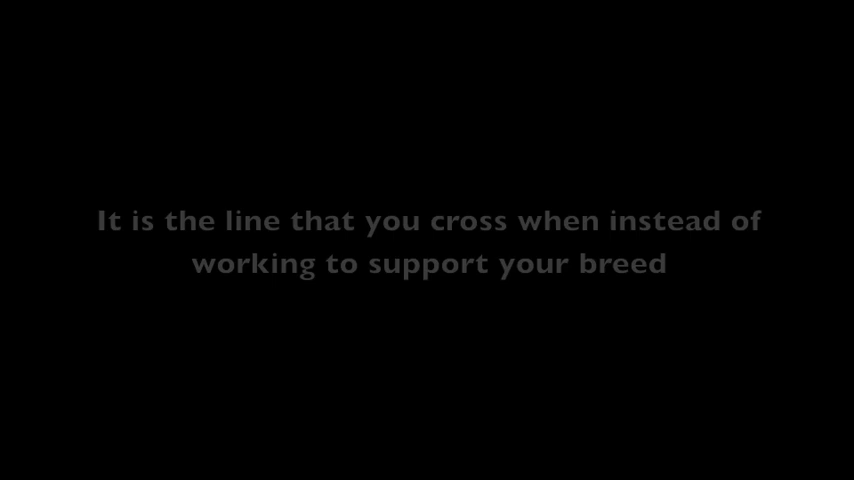 It is the line that you cross when instead of
working to support your breed